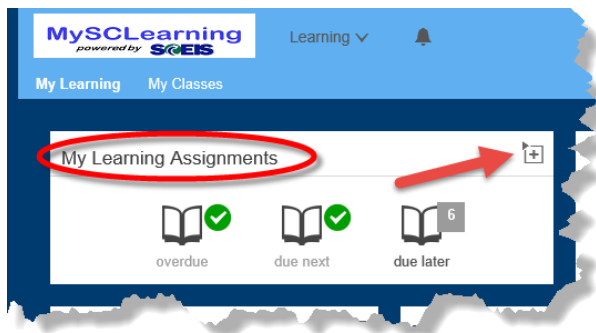 MySCLearning
powered by SCEIS
Learning
My Learning
My Classes
My Learning Assignments
6
overdue
due next
due later